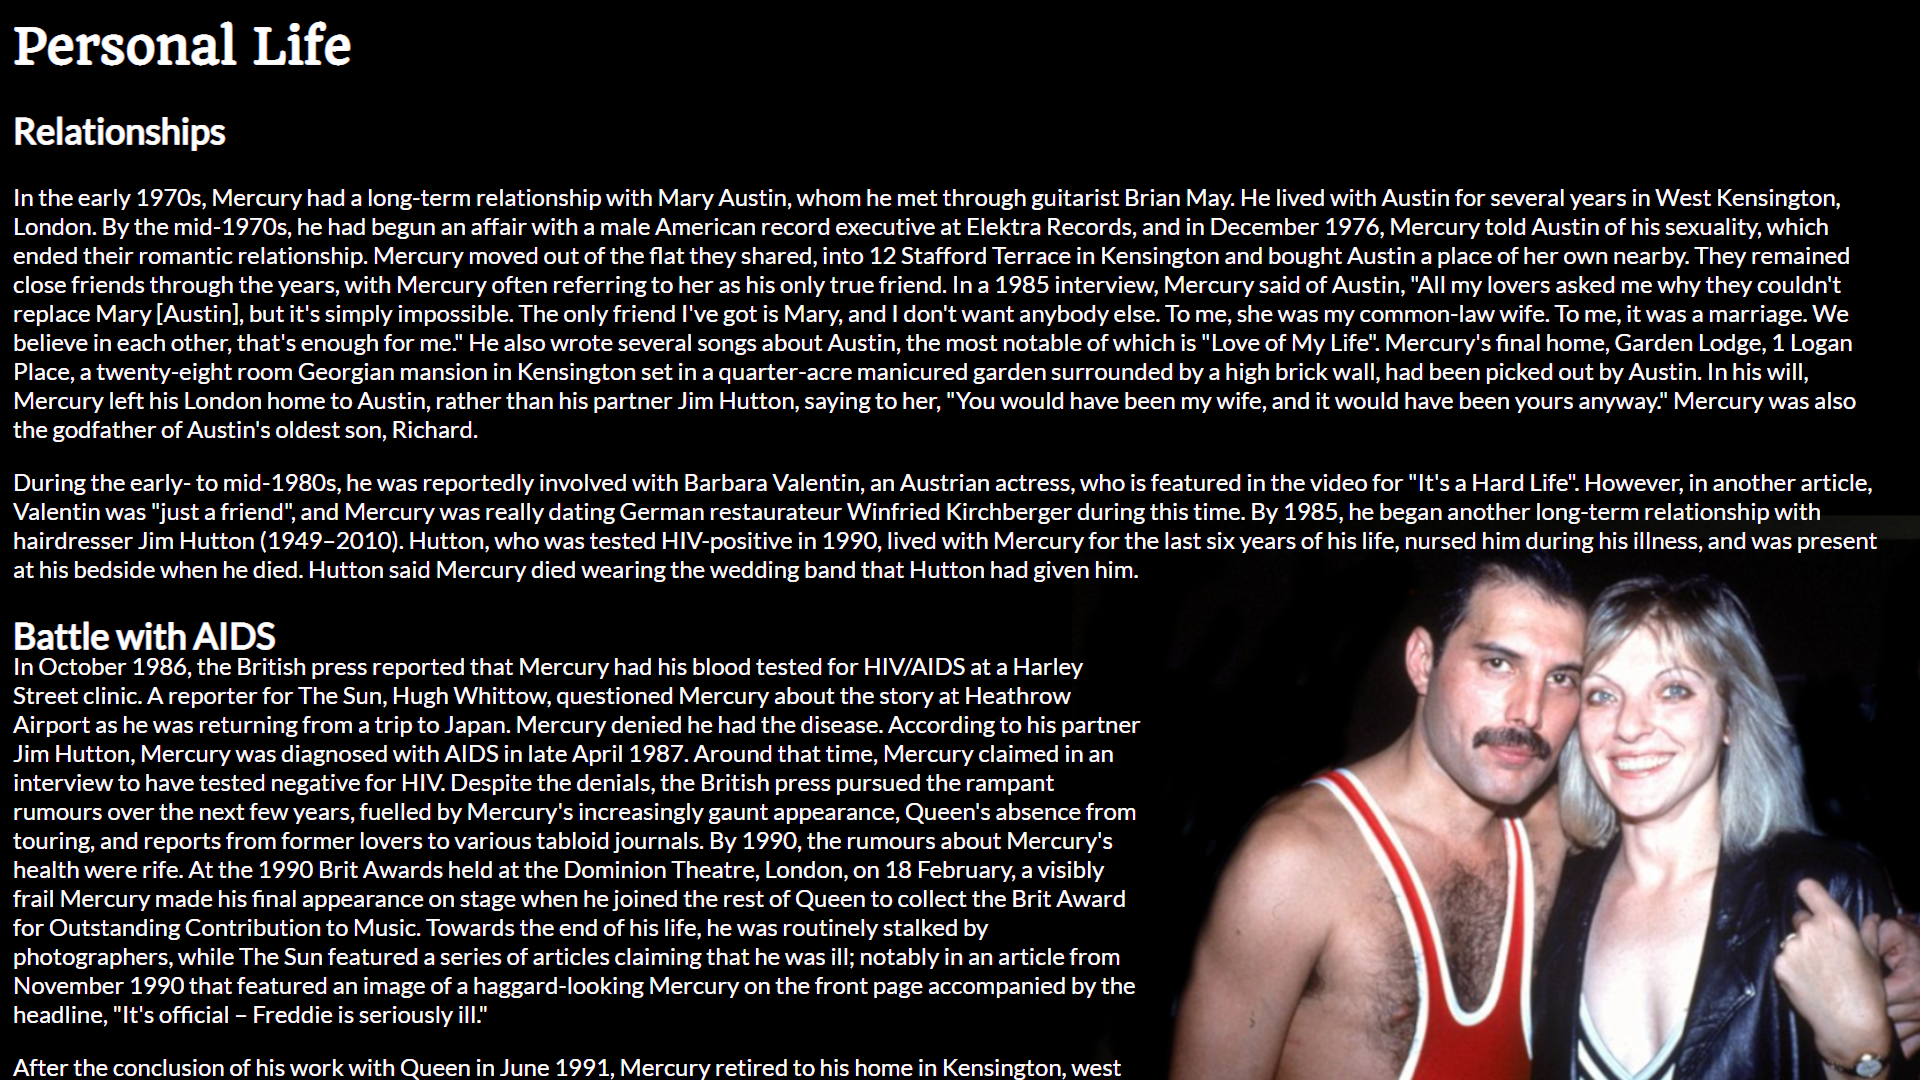 Personal Life
Relationships
In the early 1970s, Mercury had a long-term relationship with Mary Austin, whom he met through guitarist Brian May. He lived with Austin for several years in West Kensington,
London. By the mid-1970s, he had begun an affair with a male American record executive at Elektra Records, and in December 1976, Mercury told Austin of his sexuality, which
ended their romantic relationship. Mercury moved out of the flat they shared, into 12 Stafford Terrace in Kensington and bought Austin a place of her own nearby. They remained
close friends through the years, with Mercury often referring to her as his only true friend. In a 1985 interview, Mercury said of Austin, "All my lovers asked me why they couldn't
replace Mary [Austin], but it's simply impossible. The only friend I've got is Mary, and I don't want anybody else. To me, she was my common-law wife. To me, it was a marriage. We
believe in each other, that's enough for me." He also wrote several songs about Austin, the most notable of which is "Love of My Life". Mercury's final home, Garden Lodge, 1 Logan
Place, a twenty-eight room Georgian mansion in Kensington set in a quarter-acre manicured garden surrounded by a high brick wall, had been picked out by Austin. In his will,
Mercury left his London home to Austin, rather than his partner Jim Hutton, saying to her, "You would have been my wife, and it would have been yours anyway." Mercury was also
the godfather of Austin's oldest son, Richard.
During the early- to mid-1980s, he was reportedly involved with Barbara Valentin, an Austrian actress, who is featured in the video for "It's a Hard Life". However, in another article,
Valentin was "just a friend", and Mercury was really dating German restaurateur Winfried Kirchberger during this time. By 1985, he began another long-term relationship with
hairdresser Jim Hutton (1949–2010). Hutton, who was tested HIV-positive in 1990, lived with Mercury for the last six years of his life, nursed him during his illness, and was present
at his bedside when he died. Hutton said Mercury died wearing the wedding band that Hutton had given him.
Battle with AIDS
In October 1986, the British press reported that Mercury had his blood tested for HIV/AIDS at a Harley
Street clinic. A reporter for The Sun, Hugh Whittow, questioned Mercury about the story at Heathrow
Airport as he was returning from a trip to Japan. Mercury denied he had the disease. According to his partner
Jim Hutton, Mercury was diagnosed with AIDS in late April 1987. Around that time, Mercury claimed in an
interview to have tested negative for HIV. Despite the denials, the British press pursued the rampant
rumours over the next few years, fuelled by Mercury's increasingly gaunt appearance, Queen's absence from
touring, and reports from former lovers to various tabloid journals. By 1990, the rumours about Mercury's
health were rife. At the 1990 Brit Awards held at the Dominion Theatre, London, on 18 February, a visibly
frail Mercury made his final appearance on stage when he joined the rest of Queen to collect the Brit Award
for Outstanding Contribution to Music. Towards the end of his life, he was routinely stalked by
photographers, while The Sun featured a series of articles claiming that he was ill; notably in an article from
November 1990 that featured an image of a haggard-looking Mercury on the front page accompanied by the
headline, "It's official – Freddie is seriously ill."
After the conclusion of his work with Queen in June 1991, Mercury retired to his home in Kensington, west